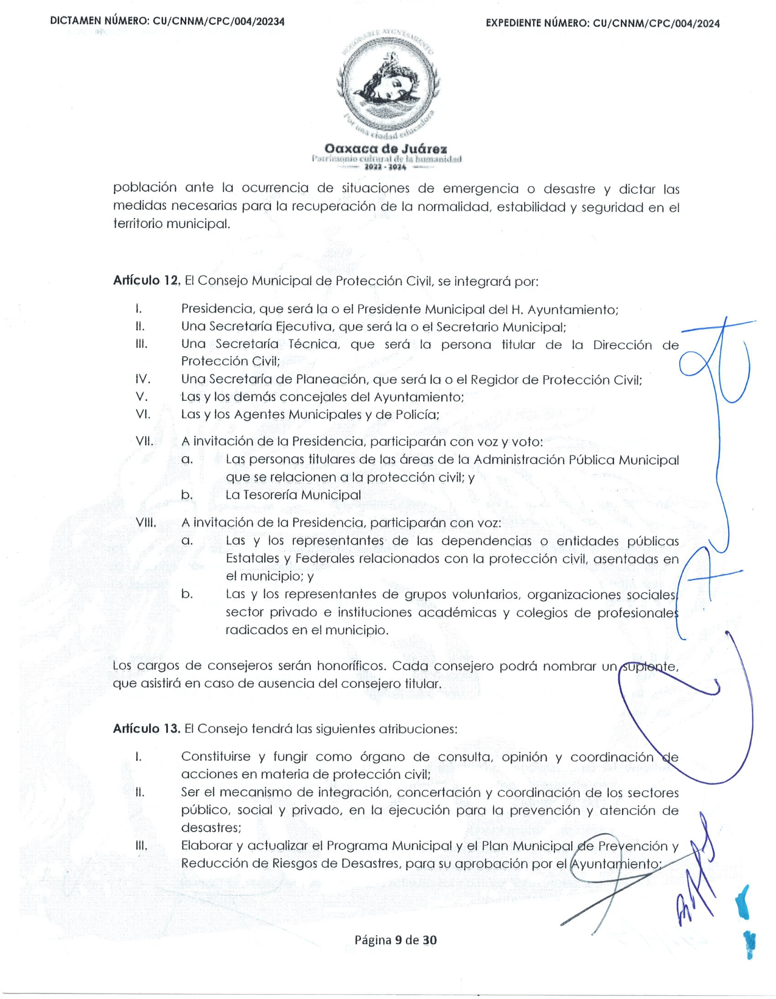 DICTAMEN NÚMERO: CU/CNNM/CPC/004/20234
EXPEDIENTE NÚMERO: CU/CNNM/CPC/004/2024
HONORABLE AYUNTAMIENTO
Por una ciudad educadora
Oaxaca de Juárez
Patrimonio cultural de la humanidad
2022 - 2024
población ante la ocurrencia de situaciones de emergencia o desastre y dictar las
medidas necesarias para la recuperación de la normalidad, estabilidad y seguridad en el
territorio municipal.
Artículo 12. El Consejo Municipal de Protección Civil, se integrará por:
I. Presidencia, que será la o el Presidente Municipal del H. Ayuntamiento;
II. Una Secretaría Ejecutiva, que será la o el Secretario Municipal;
III. Una Secretaría Técnica, que será la persona titular de la Dirección de
Protección Civil;
IV. Una Secretaría de Planeación, que será la o el Regidor de Protección Civil;
V. Las y los demás concejales del Ayuntamiento;
VI. Las y los Agentes Municipales y de Policía;
VII. A invitación de la Presidencia, participarán con voz y voto:
a. Las personas titulares de las áreas de la Administración Pública Municipal
que se relacionen a la protección civil; y
b. La Tesorería Municipal
VIII. A invitación de la Presidencia, participarán con voz:
a. Las y los representantes de las dependencias o entidades públicas
Estatales y Federales relacionados con la protección civil, asentadas en
el municipio; y
b. Las y los representantes de grupos voluntarios, organizaciones sociales,
sector privado e instituciones académicas y colegios de profesionales
radicados en el municipio.
Los cargos de consejeros serán honoríficos. Cada consejero podrá nombrar un suplente,
que asistirá en caso de ausencia del consejero titular.
Artículo 13. El Consejo tendrá las siguientes atribuciones:
I. Constituirse y fungir como órgano de consulta, opinión y coordinación de
acciones en materia de protección civil;
II. Ser el mecanismo de integración, concertación y coordinación de los sectores
público, social y privado, en la ejecución para la prevención y atención de
desastres;
III. Elaborar y actualizar el Programa Municipal y el Plan Municipal de Prevención y
Reducción de Riesgos de Desastres, para su aprobación por el Ayuntamiento;
Página 9 de 30